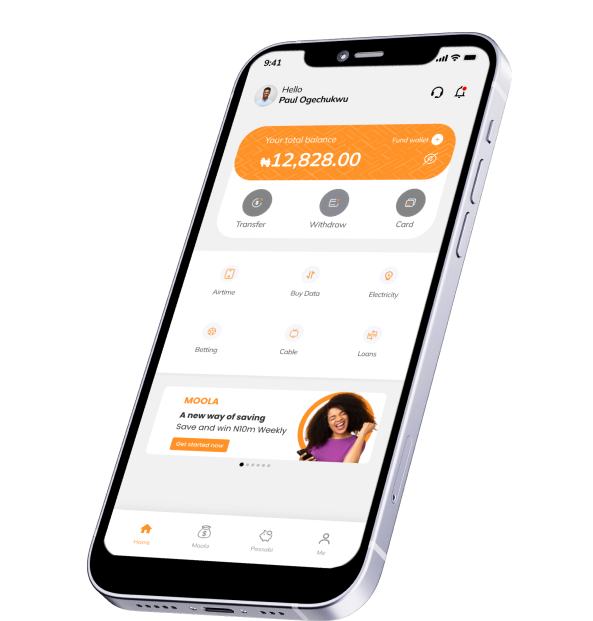 9:41
Hello
Paul Ogechukwu
Your total balance
Fund wallet
₦12,828.00
Transfer
Withdraw
Card
Airtime
Buy Data
Electricity
Betting
Cable
Loans
MOOLA
A new way of saving
Save and win N10m Weekly
Get started now
Home
Moola
Possabi
Me